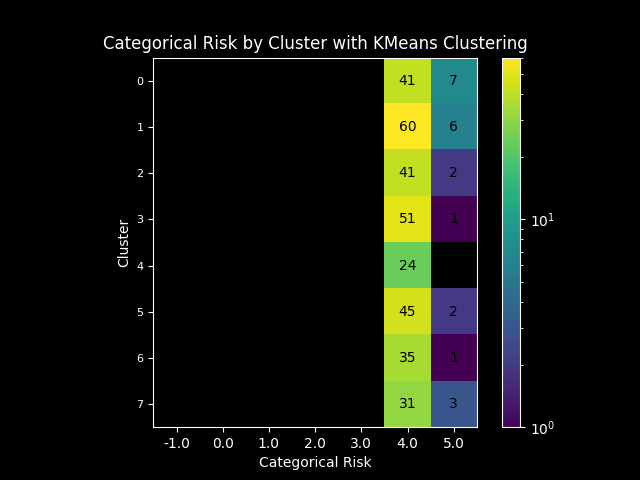 Categorical Risk by Cluster with KMeans Clustering
0 41 7
1 60 6
2 41 2
3 51 1
4 24
5 45 2
6 35 1
7 31 3
Cluster
-1.0 0.0 1.0 2.0 3.0 4.0 5.0
Categorical Risk
10¹
10⁰